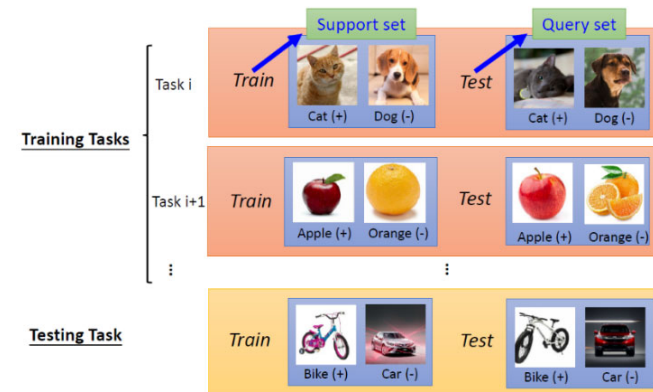 Support set
Query set
Task i
Train
Test
Cat (+) Dog (-)
Cat (+) Dog (-)
Training Tasks
Task i+1
Train
Test
Apple (+) Orange (-)
Apple (+) Orange (-)
⋮
⋮
Testing Task
Train
Test
Bike (+) Car (-)
Bike (+) Car (-)